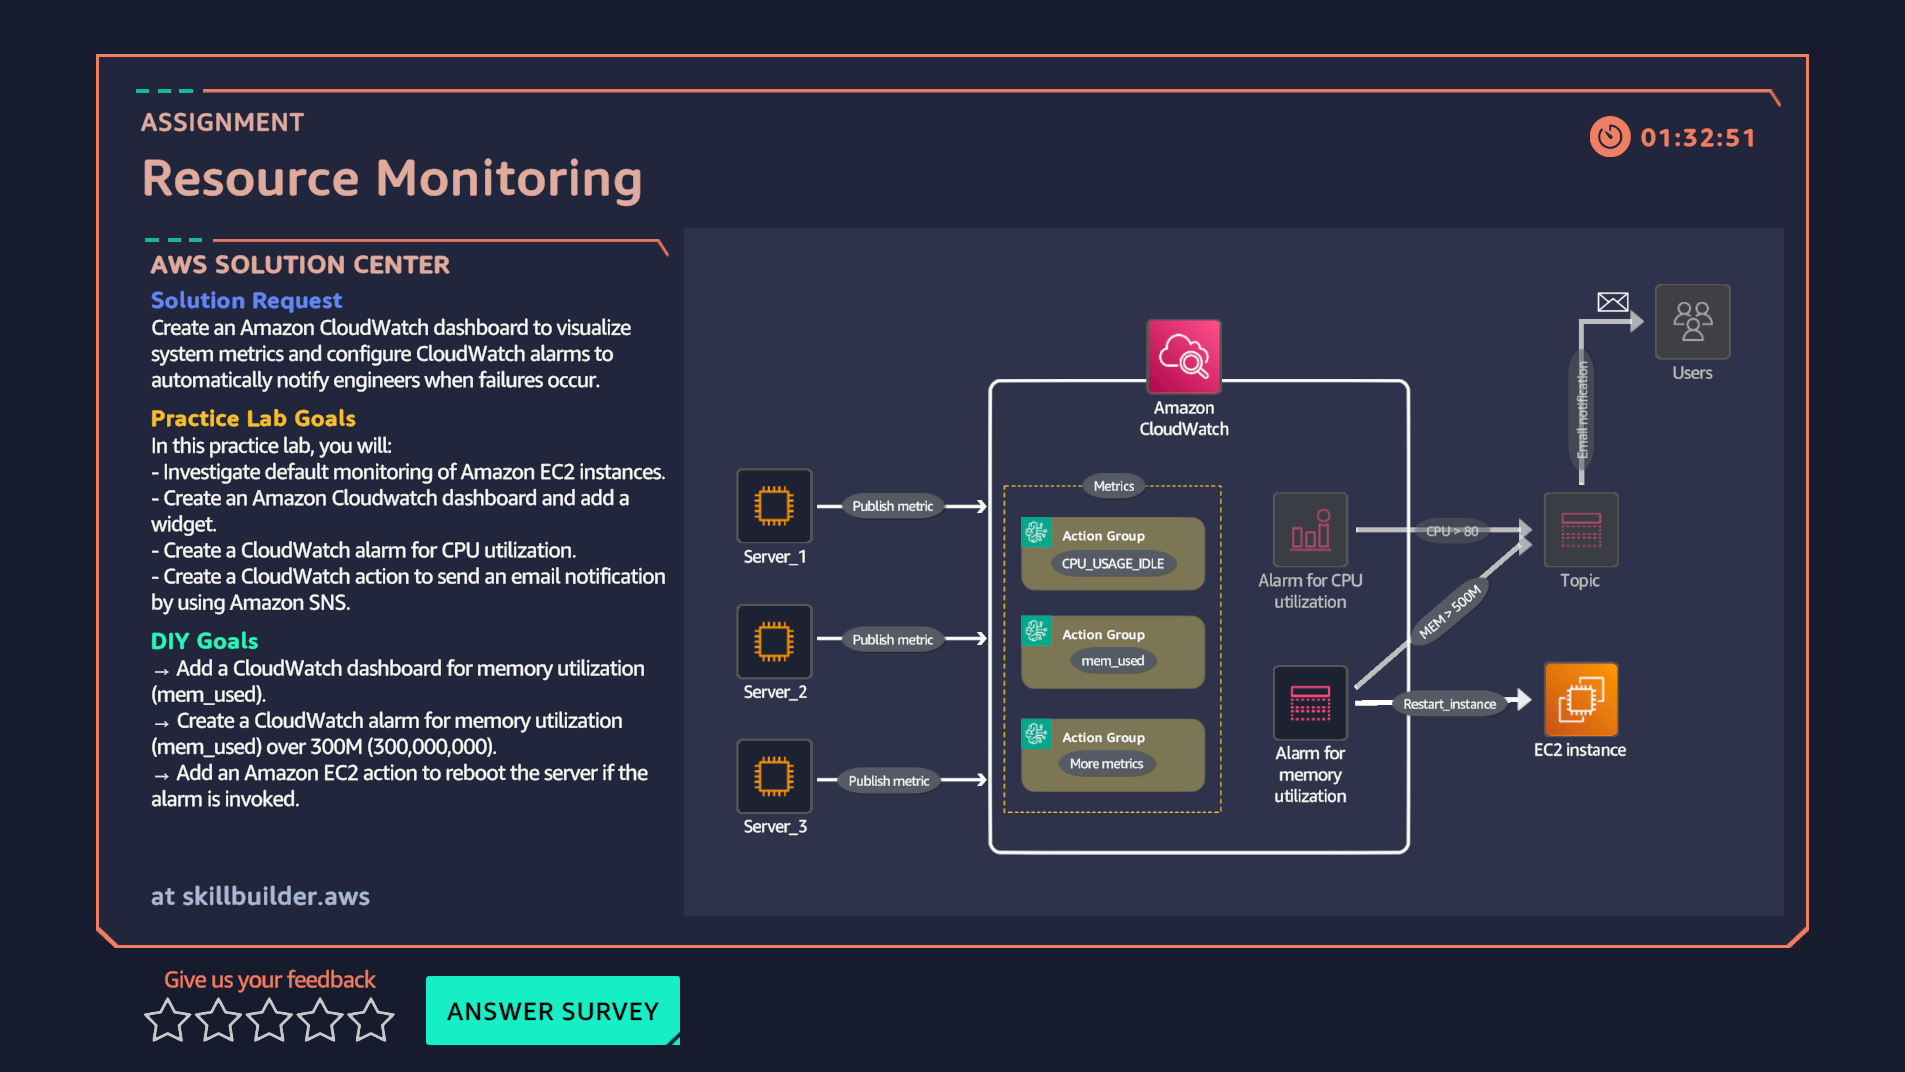 ASSIGNMENT
Resource Monitoring
01:32:51
AWS SOLUTION CENTER
Solution Request
Create an Amazon CloudWatch dashboard to visualize
system metrics and configure CloudWatch alarms to
automatically notify engineers when failures occur.
Practice Lab Goals
In this practice lab, you will:
- Investigate default monitoring of Amazon EC2 instances.
- Create an Amazon Cloudwatch dashboard and add a
widget.
- Create a CloudWatch alarm for CPU utilization.
- Create a CloudWatch action to send an email notification
by using Amazon SNS.
DIY Goals
→ Add a CloudWatch dashboard for memory utilization
(mem_used).
→ Create a CloudWatch alarm for memory utilization
(mem_used) over 300M (300,000,000).
→ Add an Amazon EC2 action to reboot the server if the
alarm is invoked.
at skillbuilder.aws
Server_1
Publish metric
Server_2
Publish metric
Server_3
Publish metric
Amazon
CloudWatch
Metrics
Action Group
CPU_USAGE_IDLE
Action Group
mem_used
Action Group
More metrics
Alarm for CPU
utilization
CPU > 80
Alarm for
memory
utilization
MEM > 500M
Restart_instance
Topic
Email notification
Users
EC2 instance
Give us your feedback
ANSWER SURVEY